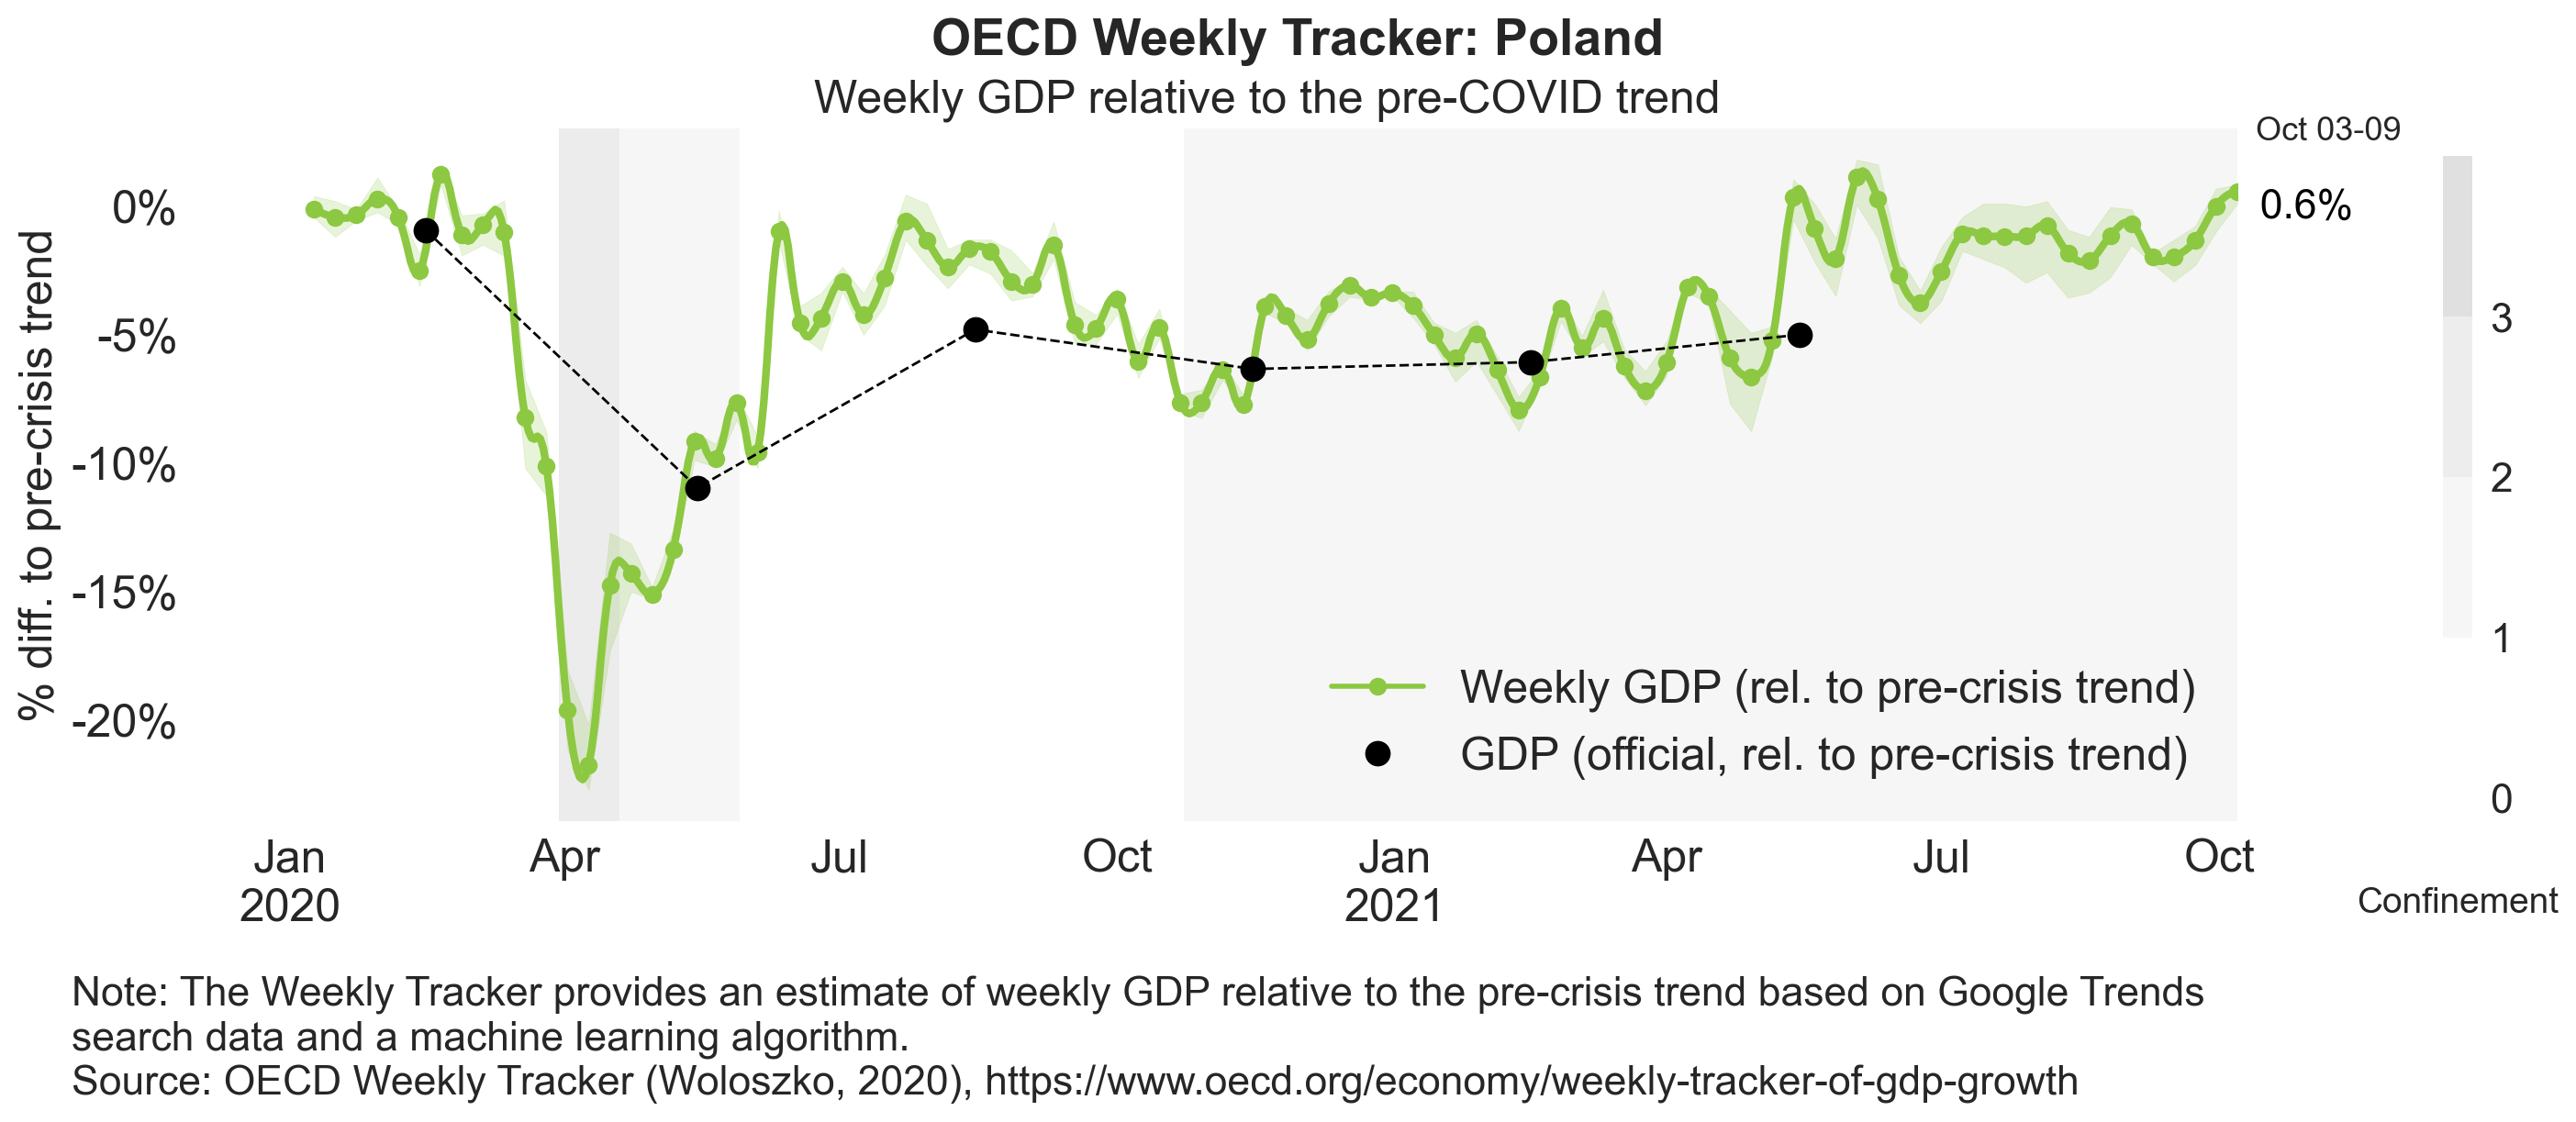 OECD Weekly Tracker: Poland
Weekly GDP relative to the pre-COVID trend
Oct 03-09
0.6%
% diff. to pre-crisis trend
0%
-5%
-10%
-15%
-20%
3
2
1
0
Weekly GDP (rel. to pre-crisis trend)
GDP (official, rel. to pre-crisis trend)
Jan Apr Jul Oct Jan Apr Jul Oct
2020 2021
Confinement
Note: The Weekly Tracker provides an estimate of weekly GDP relative to the pre-crisis trend based on Google Trends
search data and a machine learning algorithm.
Source: OECD Weekly Tracker (Woloszko, 2020), https://www.oecd.org/economy/weekly-tracker-of-gdp-growth